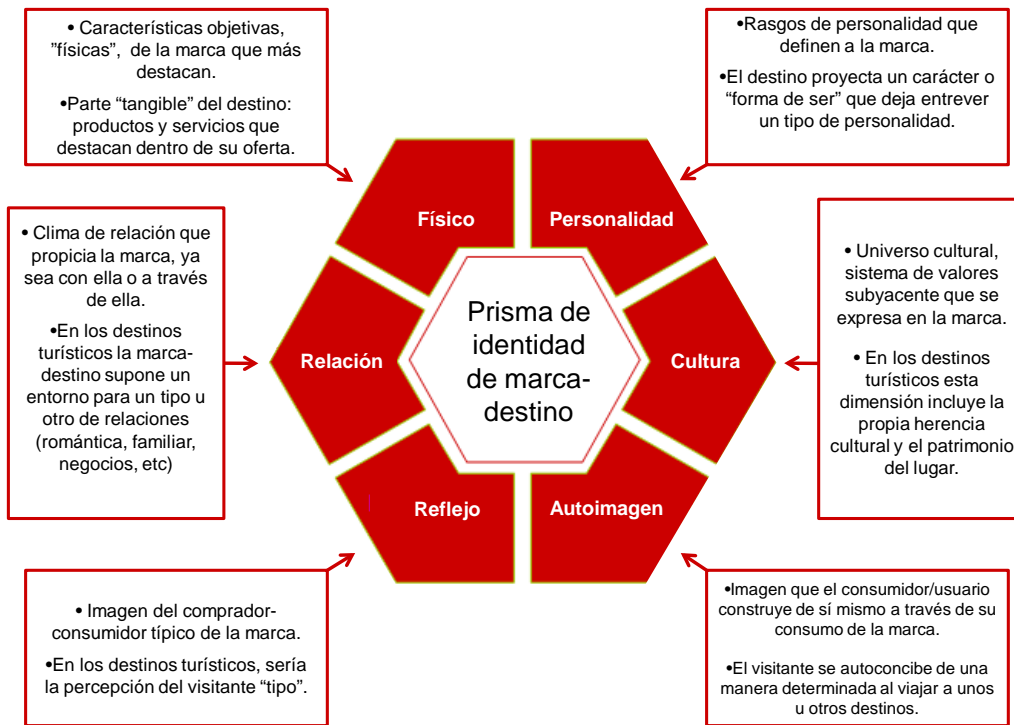 • Características objetivas,
”físicas”, de la marca que más
destacan.
•Parte “tangible” del destino:
productos y servicios que
destacan dentro de su oferta.
•Rasgos de personalidad que
definen a la marca.
•El destino proyecta un carácter o
“forma de ser” que deja entrever
un tipo de personalidad.
Físico
Personalidad
• Clima de relación que
propicia la marca, ya
sea con ella o a través
de ella.
• En los destinos
turísticos la marca-
destino supone un
entorno para un tipo u
otro de relaciones
(romántica, familiar,
negocios, etc)
Relación
Prisma de
identidad
de marca-
destino
Cultura
• Universo cultural,
sistema de valores
subyacente que se
expresa en la marca.
• En los destinos
turísticos esta
dimensión incluye la
propia herencia
cultural y el patrimonio
del lugar.
Reflejo
Autoimagen
• Imagen del comprador-
consumidor típico de la marca.
•En los destinos turísticos, sería
la percepción del visitante “tipo”.
•Imagen que el consumidor/usuario
construye de sí mismo a través de su
consumo de la marca.
•El visitante se autoconcibe de una
manera determinada al viajar a unos
u otros destinos.